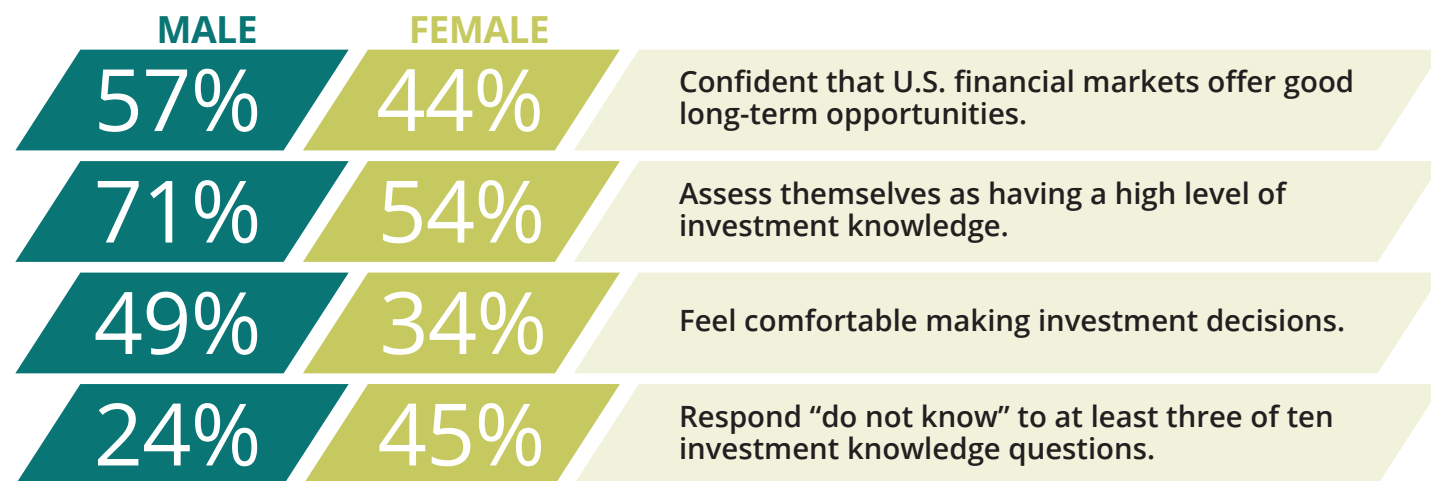 MALE FEMALE
57% 44% Confident that U.S. financial markets offer good
long-term opportunities.
71% 54% Assess themselves as having a high level of
investment knowledge.
49% 34% Feel comfortable making investment decisions.
24% 45% Respond “do not know” to at least three of ten
investment knowledge questions.